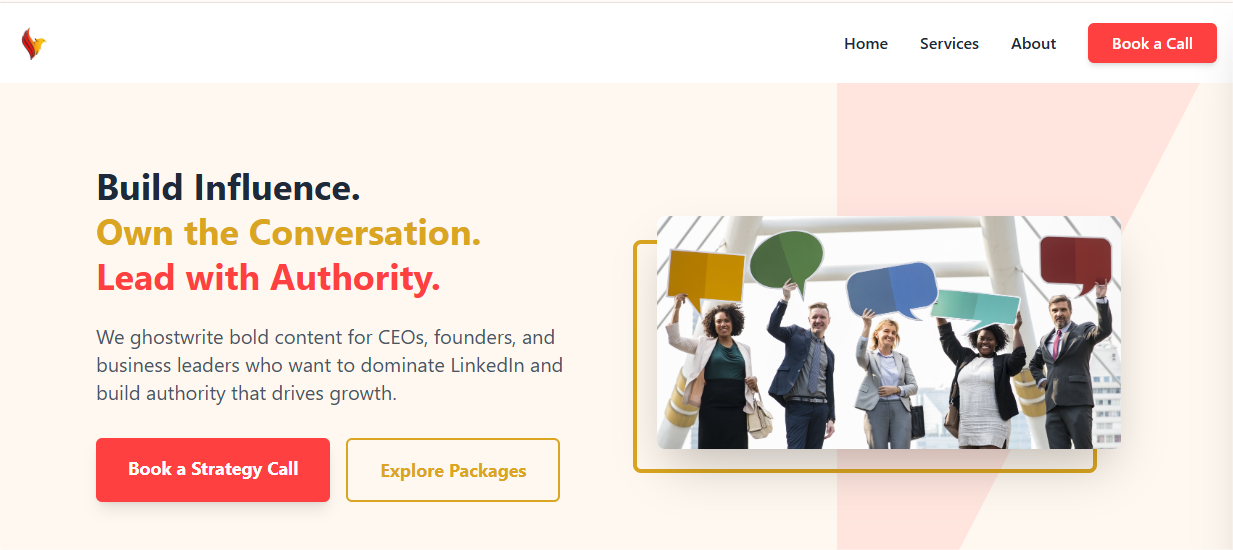 Home
Services
About
Book a Call
Build Influence.
Own the Conversation.
Lead with Authority.
We ghostwrite bold content for CEOs, founders, and
business leaders who want to dominate LinkedIn and
build authority that drives growth.
Book a Strategy Call
Explore Packages